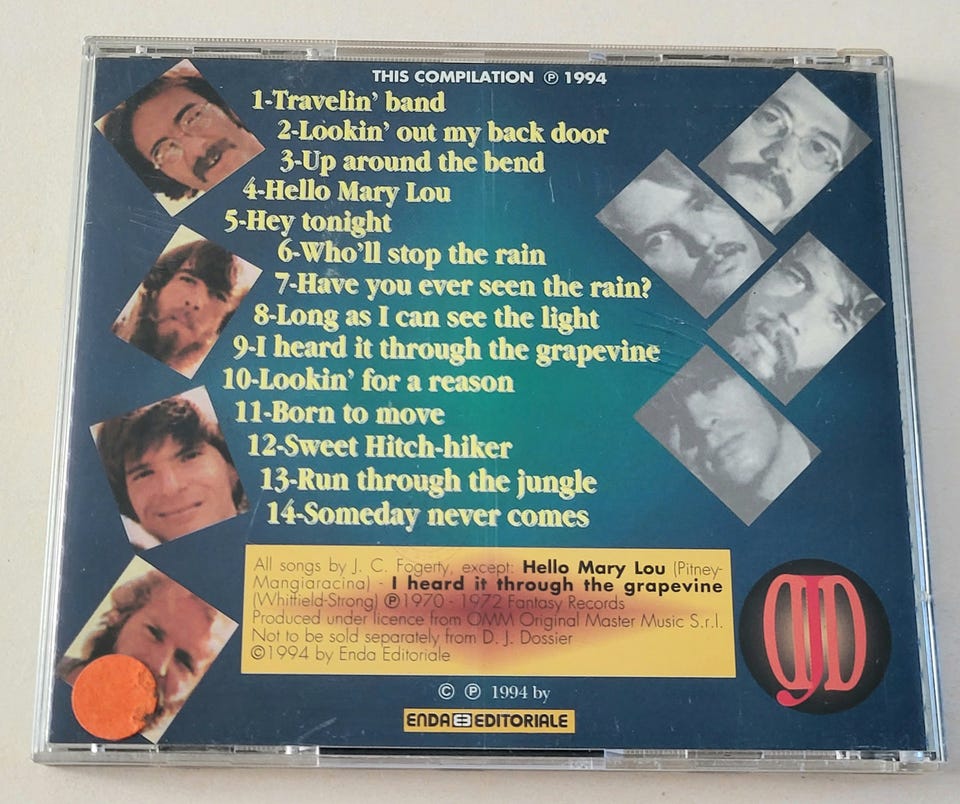 THIS COMPILATION ℗ 1994
1-Travelin' band
2-Lookin' out my back door
3-Up around the bend
4-Hello Mary Lou
5-Hey tonight
6-Who'll stop the rain
7-Have you ever seen the rain?
8-Long as I can see the light
9-I heard it through the grapevine
10-Lookin' for a reason
11-Born to move
12-Sweet Hitch-hiker
13-Run through the jungle
14-Someday never comes
All songs by J. C. Fogerty, except: Hello Mary Lou (Pitney-
Mangiaracina) - I heard it through the grapevine
(Whitfield-Strong) ℗1970 - 1972 Fantasy Records
Produced under licence from OMM Original Master Music S.r.l.
Not to be sold separately from D. J. Dossier
©1994 by Enda Editoriale
DJD
© ℗ 1994 by
ENDA E EDITORIALE